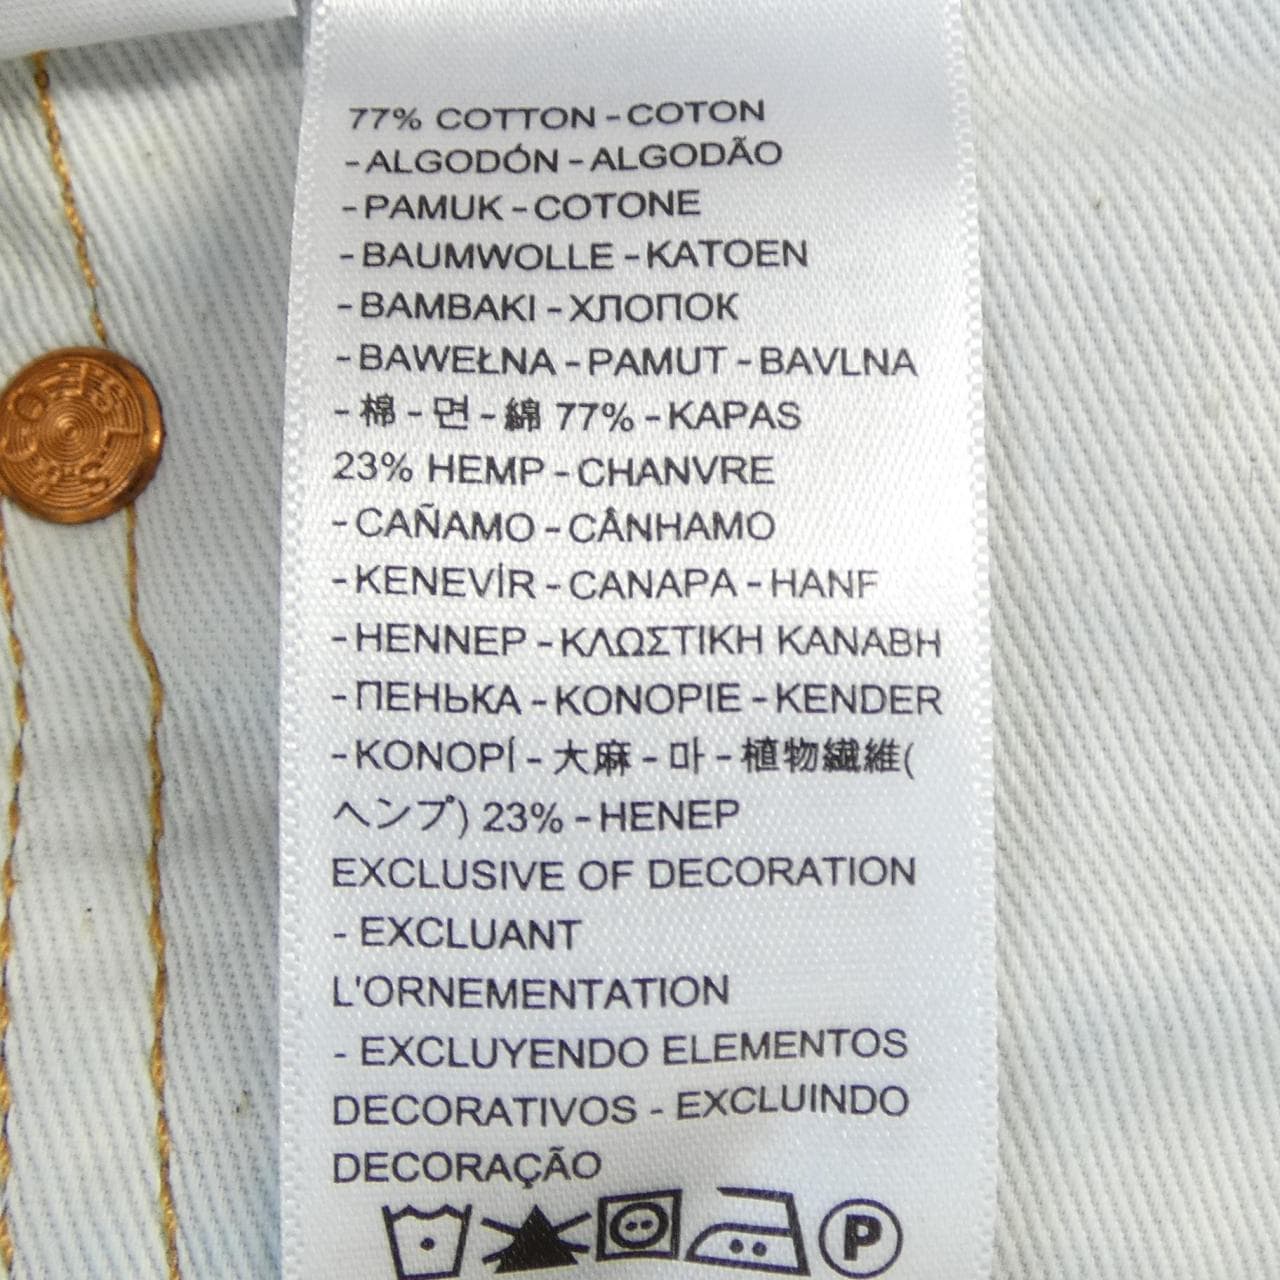 77% COTTON - COTON
- ALGODÓN - ALGODÃO
- PAMUK - COTONE
- BAUMWOLLE - KATOEN
- BAMBAKI - ХЛОПОК
- BAWEŁNA - PAMUT - BAVLNA
- 棉 - 면 - 綿 77% - KAPAS
23% HEMP - CHANVRE
- CAÑAMO - CÂNHAMO
- KENEVİR - CANAPA - HANF
- HENNEP - ΚΛΩΣΤΙΚΗ ΚΑΝΑΒΗ
- ПЕНЬКА - KONOPIE - KENDER
- KONOPÍ - 大麻 - 마 - 植物繊維(
ヘンプ) 23% - HENEP
EXCLUSIVE OF DECORATION
- EXCLUANT
L'ORNEMENTATION
- EXCLUYENDO ELEMENTOS
DECORATIVOS - EXCLUINDO
DECORAÇÃO
P